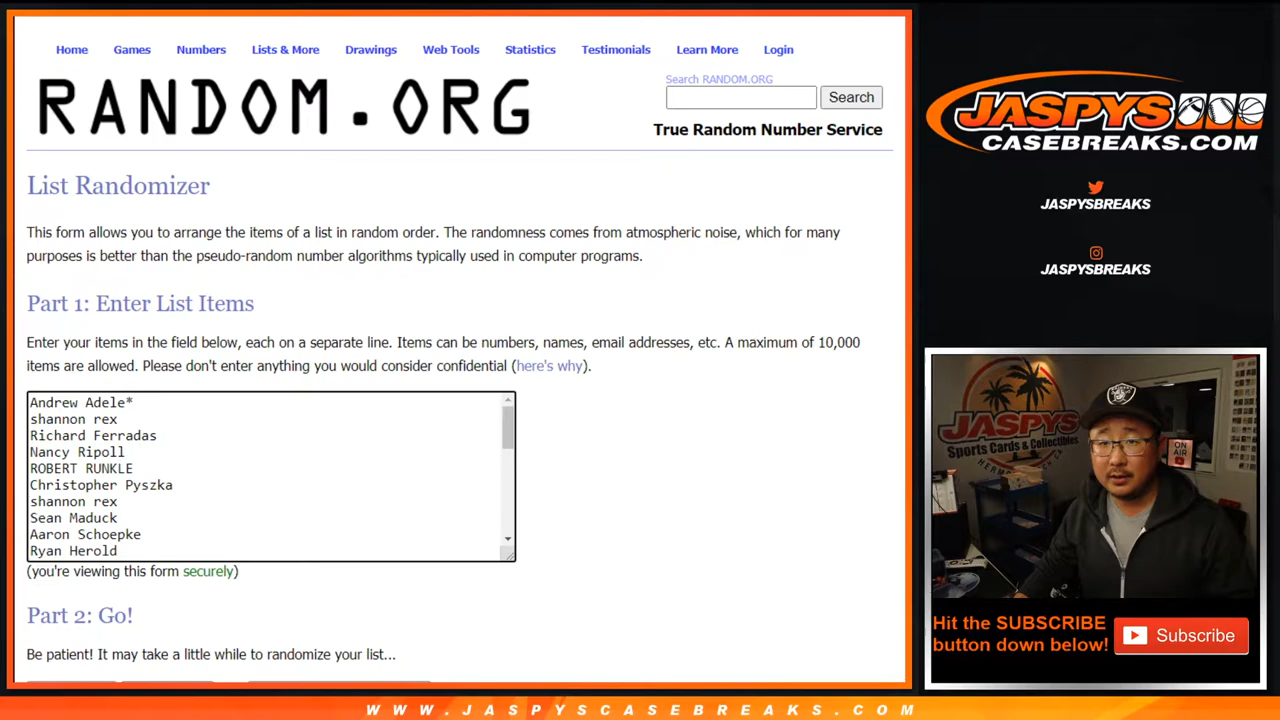 Home Games Numbers Lists & More Drawings Web Tools Statistics Testimonials Learn More Login
RANDOM.ORG
Search RANDOM.ORG
Search
True Random Number Service
List Randomizer
This form allows you to arrange the items of a list in random order. The randomness comes from atmospheric noise, which for many
purposes is better than the pseudo-random number algorithms typically used in computer programs.
Part 1: Enter List Items
Enter your items in the field below, each on a separate line. Items can be numbers, names, email addresses, etc. A maximum of 10,000
items are allowed. Please don't enter anything you would consider confidential (here's why).
Andrew Adele*
shannon rex
Richard Ferradas
Nancy Ripoll
ROBERT RUNKLE
Christopher Pyszka
shannon rex
Sean Maduck
Aaron Schoepke
Ryan Herold
(you're viewing this form securely)
Part 2: Go!
Be patient! It may take a little while to randomize your list...
JASPYS
CASEBREAKS.COM
JASPYSBREAKS
JASPYSBREAKS
JASPYS
Sports Cards & Collectibles
ON
AIR
Hit the SUBSCRIBE
button down below!
Subscribe
WWW.JASPYSCASEBREAKS.COM